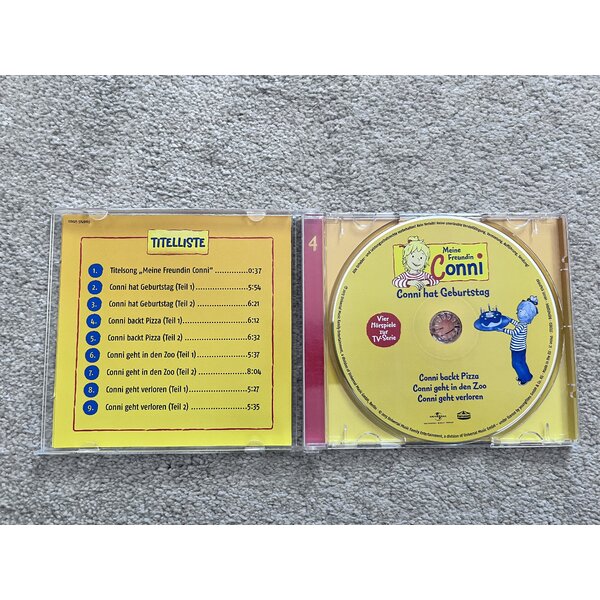 TITELLISTE
1. Titelsong „Meine Freundin Conni" ...............0:37
2. Conni hat Geburtstag (Teil 1) ......................5:54
3. Conni hat Geburtstag (Teil 2) ......................6:21
4. Conni backt Pizza (Teil 1) ............................6:12
5. Conni backt Pizza (Teil 2) ............................6:32
6. Conni geht in den Zoo (Teil 1) .....................5:37
7. Conni geht in den Zoo (Teil 2) .....................8:04
8. Conni geht verloren (Teil 1) ........................5:27
9. Conni geht verloren (Teil 2) ........................5:35
4
Meine
Freundin
Conni
Conni hat Geburtstag
Vier
Hörspiele
zur
TV-Serie
Conni backt Pizza
Conni geht in den Zoo
Conni geht verloren
UNIVERSAL